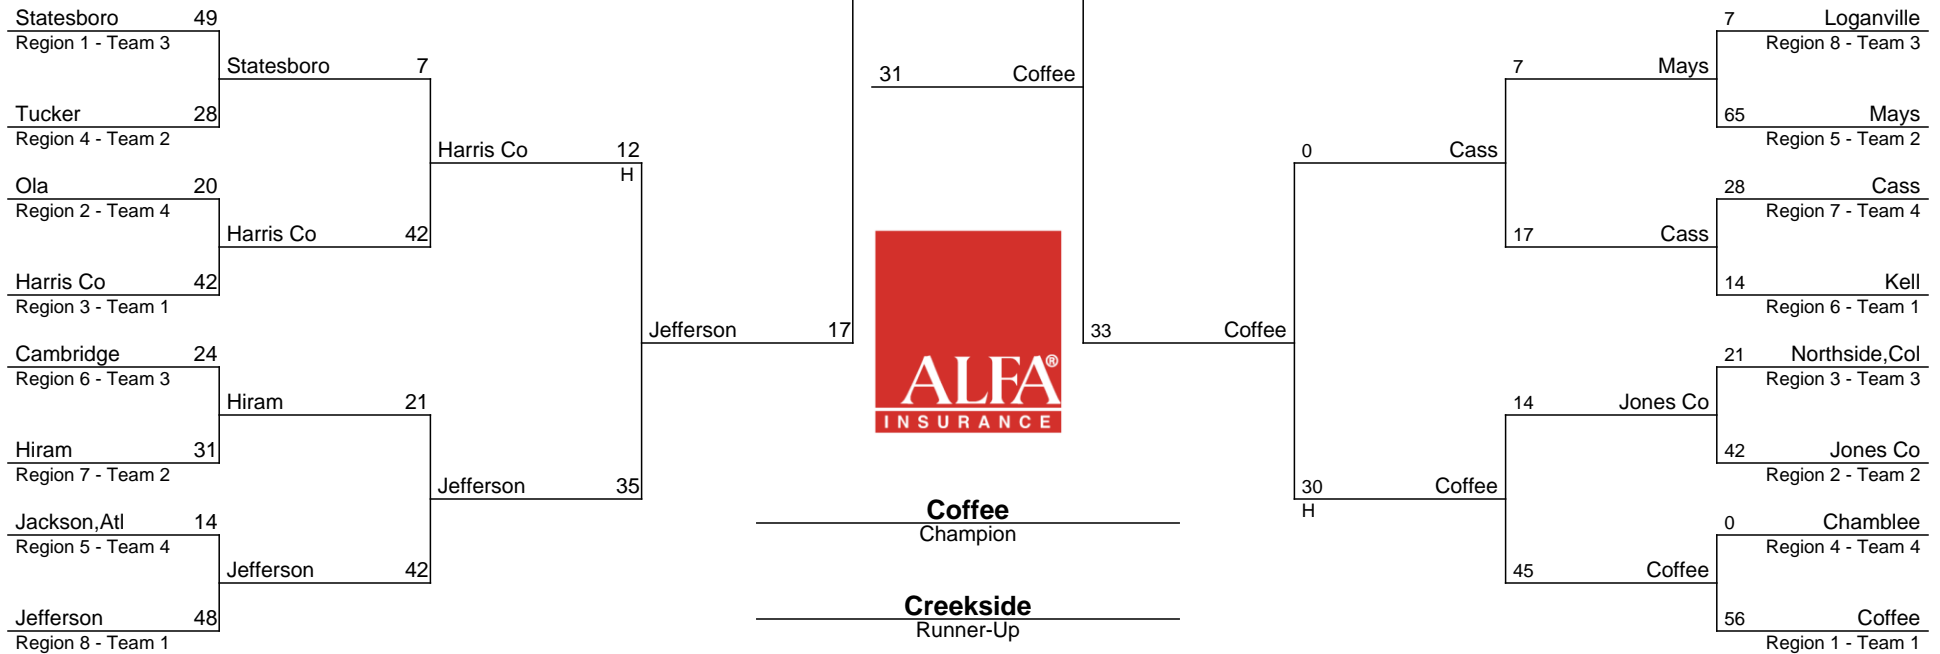 Statesboro 49
Region 1 - Team 3
Statesboro 7
Tucker 28
Region 4 - Team 2
Harris Co 12
H
Ola 20
Region 2 - Team 4
Harris Co 42
Harris Co 42
Region 3 - Team 1
Jefferson 17
Cambridge 24
Region 6 - Team 3
Hiram 21
Hiram 31
Region 7 - Team 2
Jefferson 35
Jackson,Atl 14
Region 5 - Team 4
Jefferson 42
Jefferson 48
Region 8 - Team 1
31 Coffee
ALFA®
INSURANCE
Coffee
Champion
Creekside
Runner-Up
7 Loganville
Region 8 - Team 3
7 Mays
65 Mays
Region 5 - Team 2
0 Cass
28 Cass
Region 7 - Team 4
17 Cass
14 Kell
Region 6 - Team 1
33 Coffee
21 Northside,Col
Region 3 - Team 3
14 Jones Co
42 Jones Co
Region 2 - Team 2
30 Coffee
H
0 Chamblee
Region 4 - Team 4
45 Coffee
56 Coffee
Region 1 - Team 1